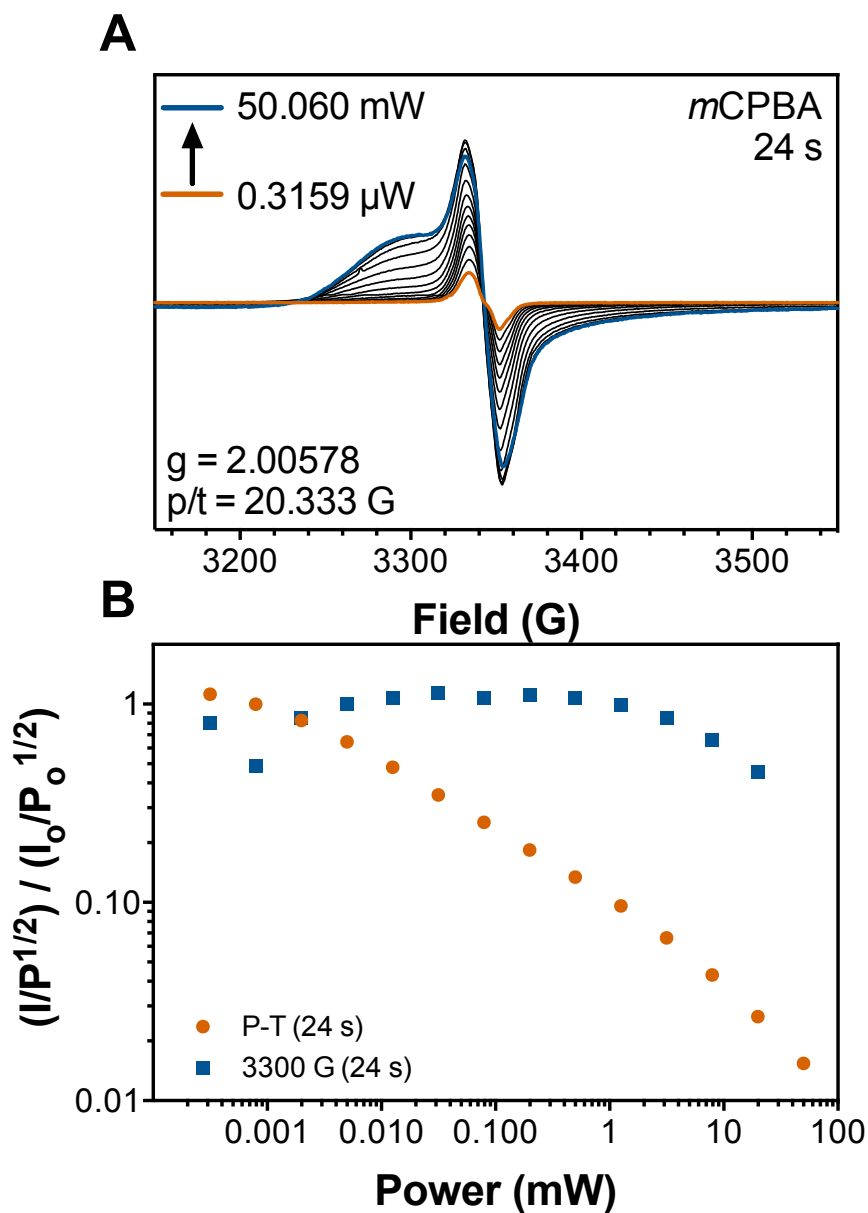 A
50.060 mW
mCPBA
24 s
0.3159 µW
g = 2.00578
p/t = 20.333 G
3200 3300 3400 3500
Field (G)
B
(I/P1/2) / (Io/Po1/2)
1
0.10
0.01
P-T (24 s)
3300 G (24 s)
0.001 0.010 0.100 1 10 100
Power (mW)